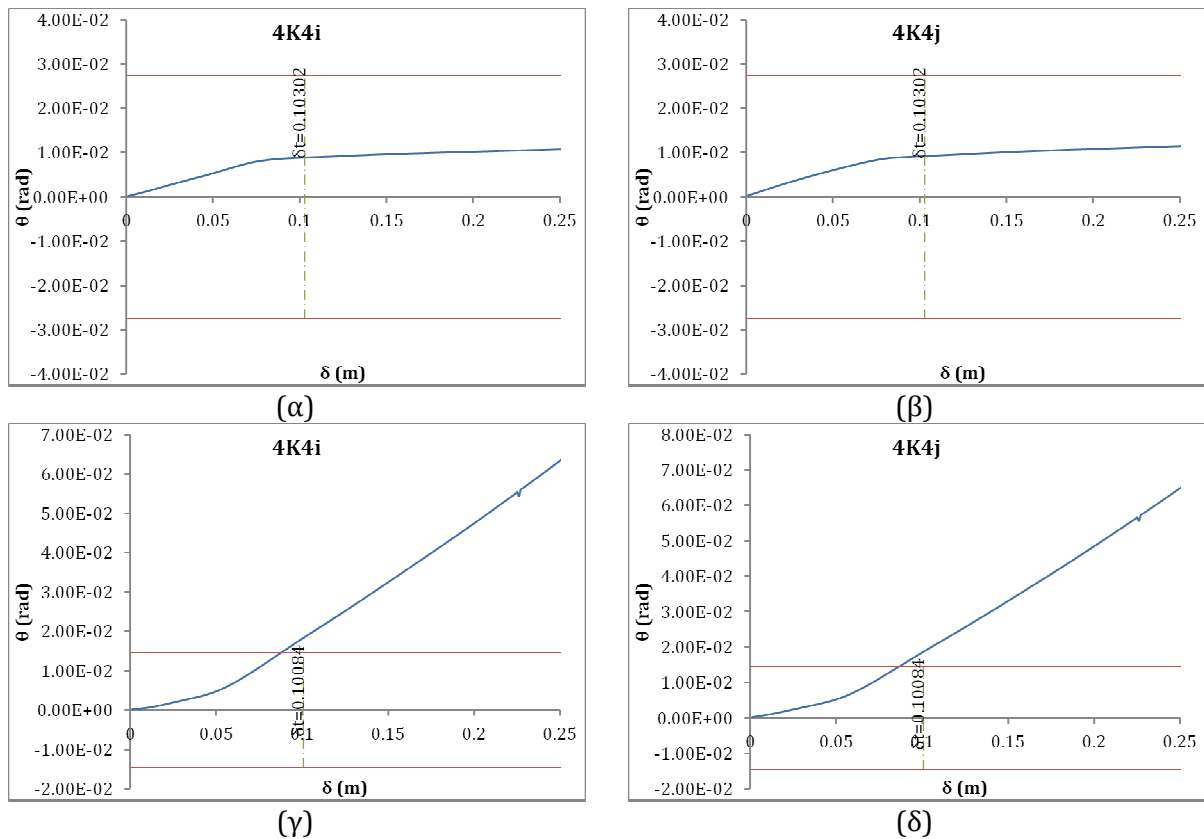 4K4i
4.00E-02
3.00E-02
2.00E-02
1.00E-02
0.00E+00
-1.00E-02
-2.00E-02
-3.00E-02
-4.00E-02
θ (rad)
δt=0.10302
0 0.05 0.1 0.15 0.2 0.25
δ (m)
(α)
4K4j
4.00E-02
3.00E-02
2.00E-02
1.00E-02
0.00E+00
-1.00E-02
-2.00E-02
-3.00E-02
-4.00E-02
θ (rad)
δt=0.10302
0 0.05 0.1 0.15 0.2 0.25
δ (m)
(β)
4K4i
7.00E-02
6.00E-02
5.00E-02
4.00E-02
3.00E-02
2.00E-02
1.00E-02
0.00E+00
-1.00E-02
-2.00E-02
θ (rad)
δt=0.10084
0 0.05 0.1 0.15 0.2 0.25
δ (m)
(γ)
4K4j
8.00E-02
7.00E-02
6.00E-02
5.00E-02
4.00E-02
3.00E-02
2.00E-02
1.00E-02
0.00E+00
-1.00E-02
-2.00E-02
θ (rad)
δt=0.10084
0 0.05 0.1 0.15 0.2 0.25
δ (m)
(δ)